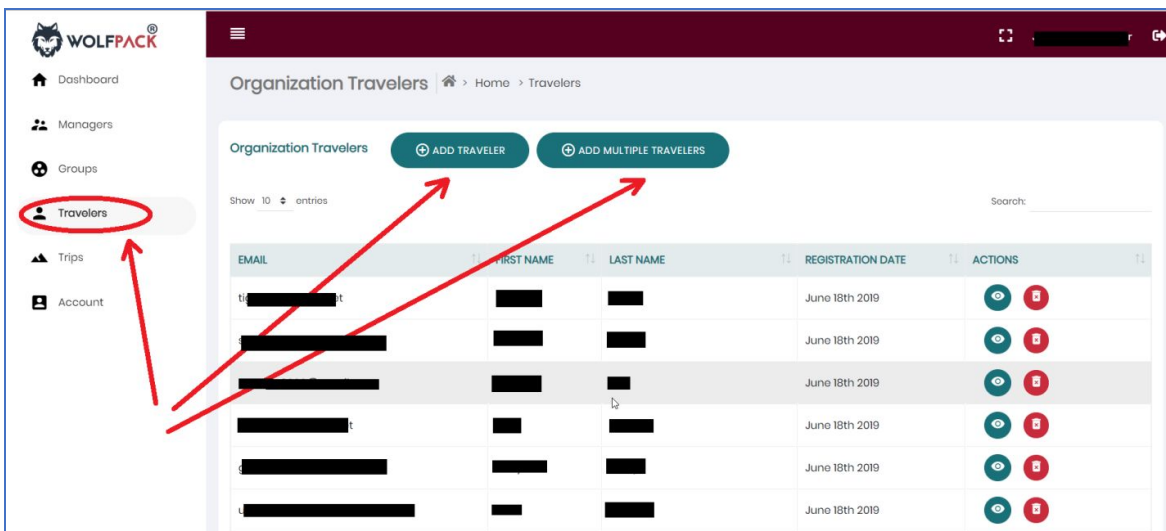 WOLFPACK®
Dashboard
Managers
Groups
Travelers
Trips
Account
Organization Travelers > Home > Travelers
Organization Travelers ADD TRAVELER ADD MULTIPLE TRAVELERS
Show 10 entries Search:
EMAIL FIRST NAME LAST NAME REGISTRATION DATE ACTIONS
June 18th 2019
June 18th 2019
June 18th 2019
June 18th 2019
June 18th 2019
June 18th 2019